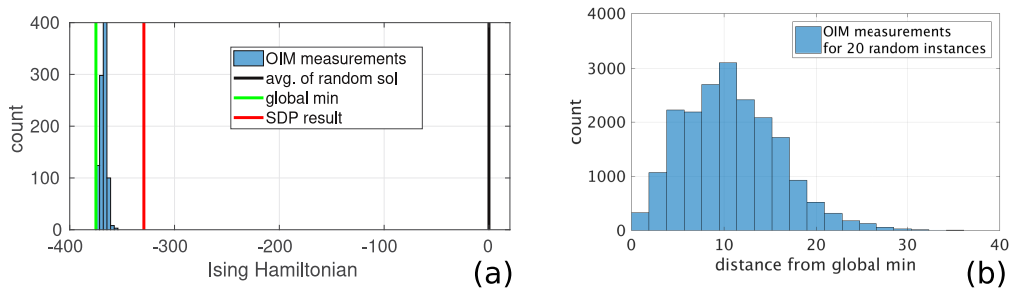 400
300
200
100
0
count
-400
-300
-200
-100
0
Ising Hamiltonian
OIM measurements
avg. of random sol
global min
SDP result
(a)
4000
3000
2000
1000
0
count
0
10
20
30
40
distance from global min
OIM measurements
for 20 random instances
(b)